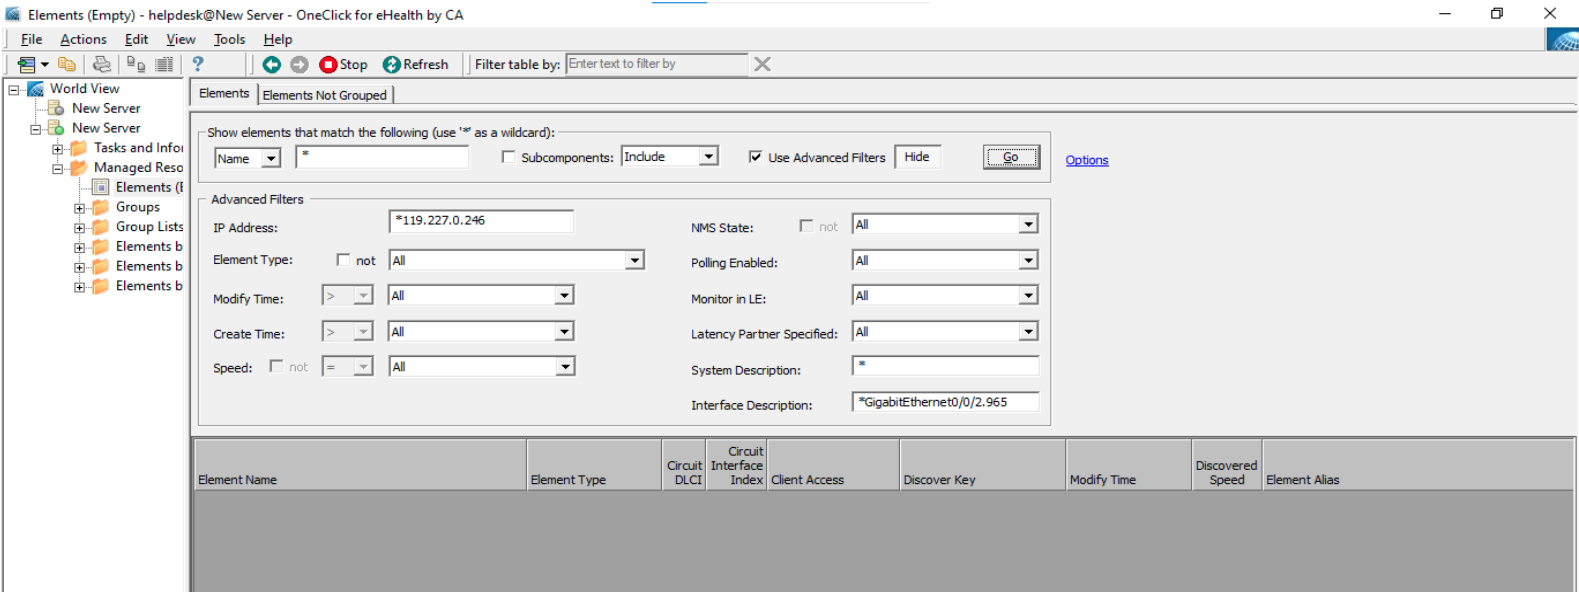 Elements (Empty) - helpdesk@New Server - OneClick for eHealth by CA
File Actions Edit View Tools Help
? Stop Refresh Filter table by: Enter text to filter by
World View
New Server
New Server
Tasks and Infor
Managed Reso
Elements (E
Groups
Group Lists
Elements b
Elements b
Elements b
Elements Elements Not Grouped
Show elements that match the following (use '*' as a wildcard):
Name * Subcomponents: Include Use Advanced Filters Hide Go Options
Advanced Filters
IP Address: *119.227.0.246 NMS State: not All
Element Type: not All Polling Enabled: All
Modify Time: > All Monitor in LE: All
Create Time: > All Latency Partner Specified: All
Speed: not = All System Description: *
Interface Description: *GigabitEthernet0/0/2.965
Element Name Element Type Circuit DLCI Circuit Interface Index Client Access Discover Key Modify Time Discovered Speed Element Alias